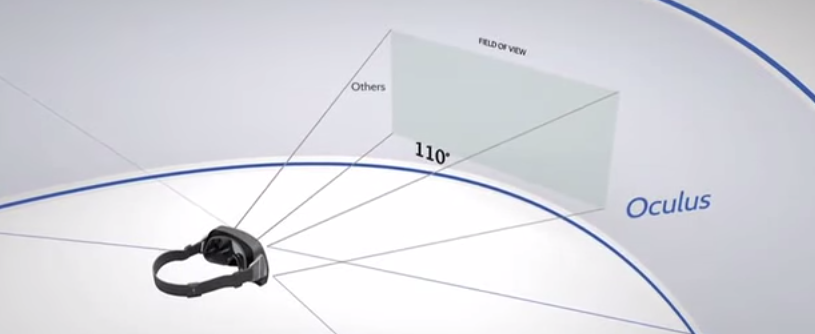 FIELD OF VIEW
Others
110°
Oculus